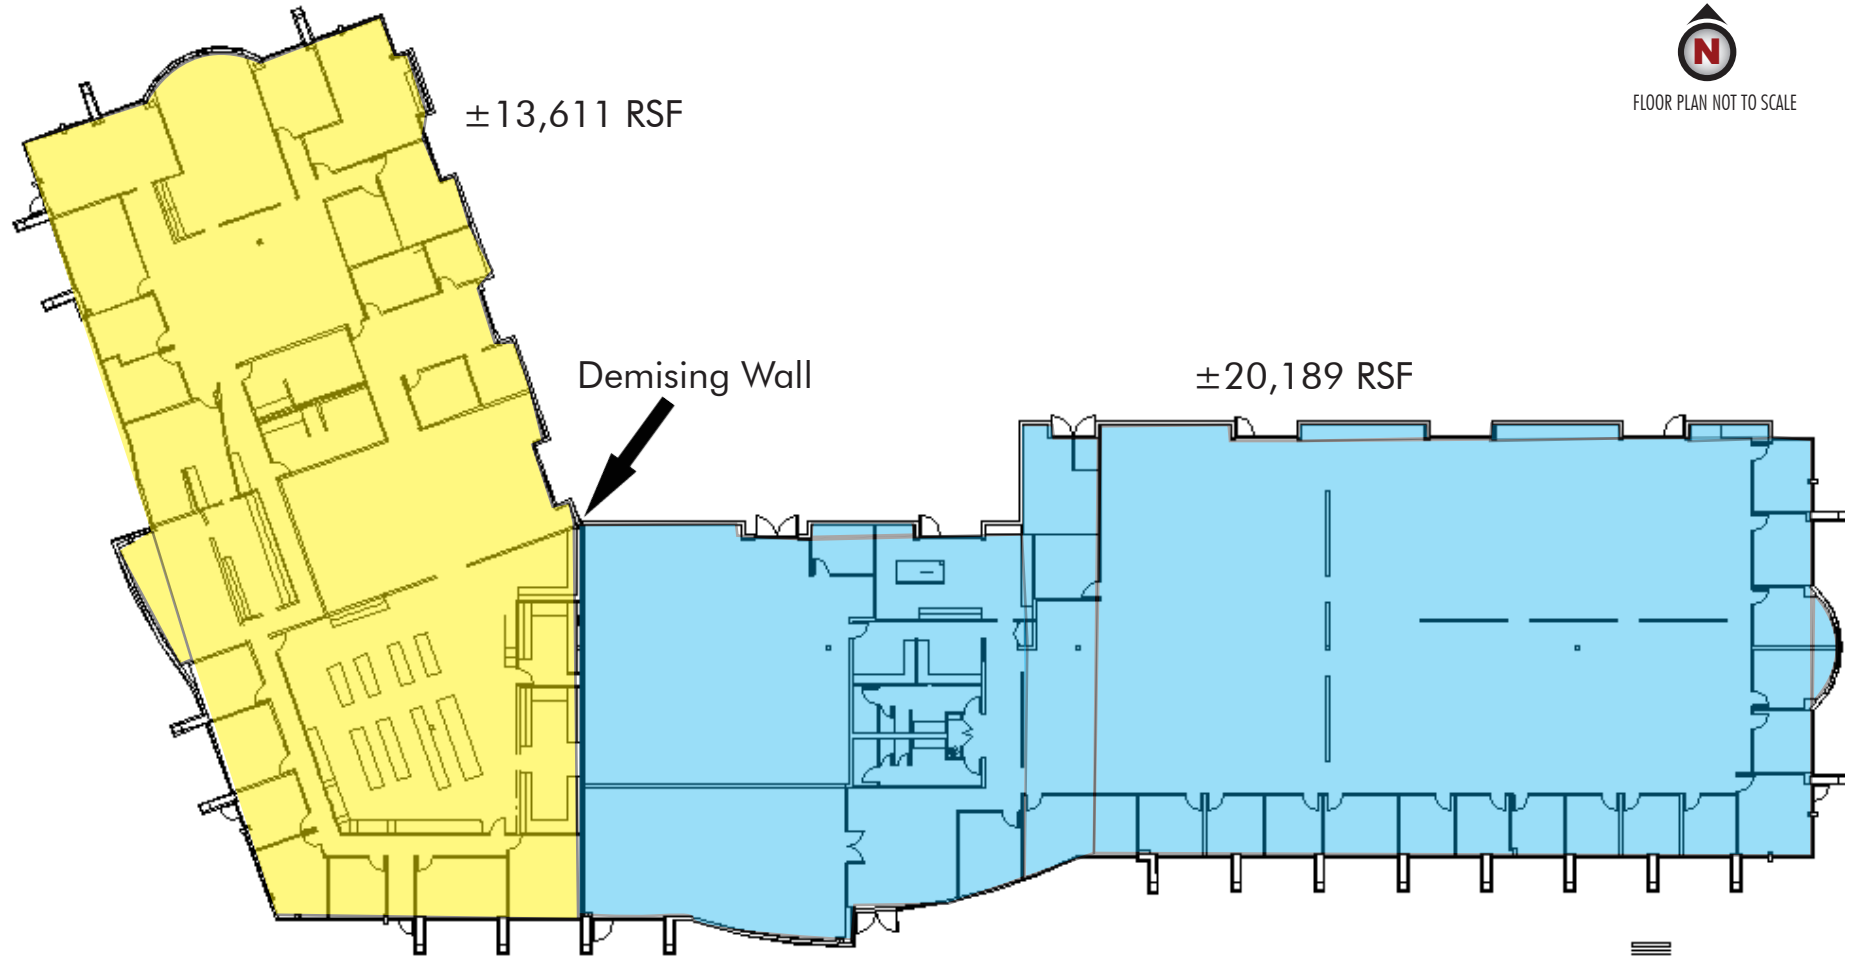 N
FLOOR PLAN NOT TO SCALE
±13,611 RSF
Demising Wall
±20,189 RSF